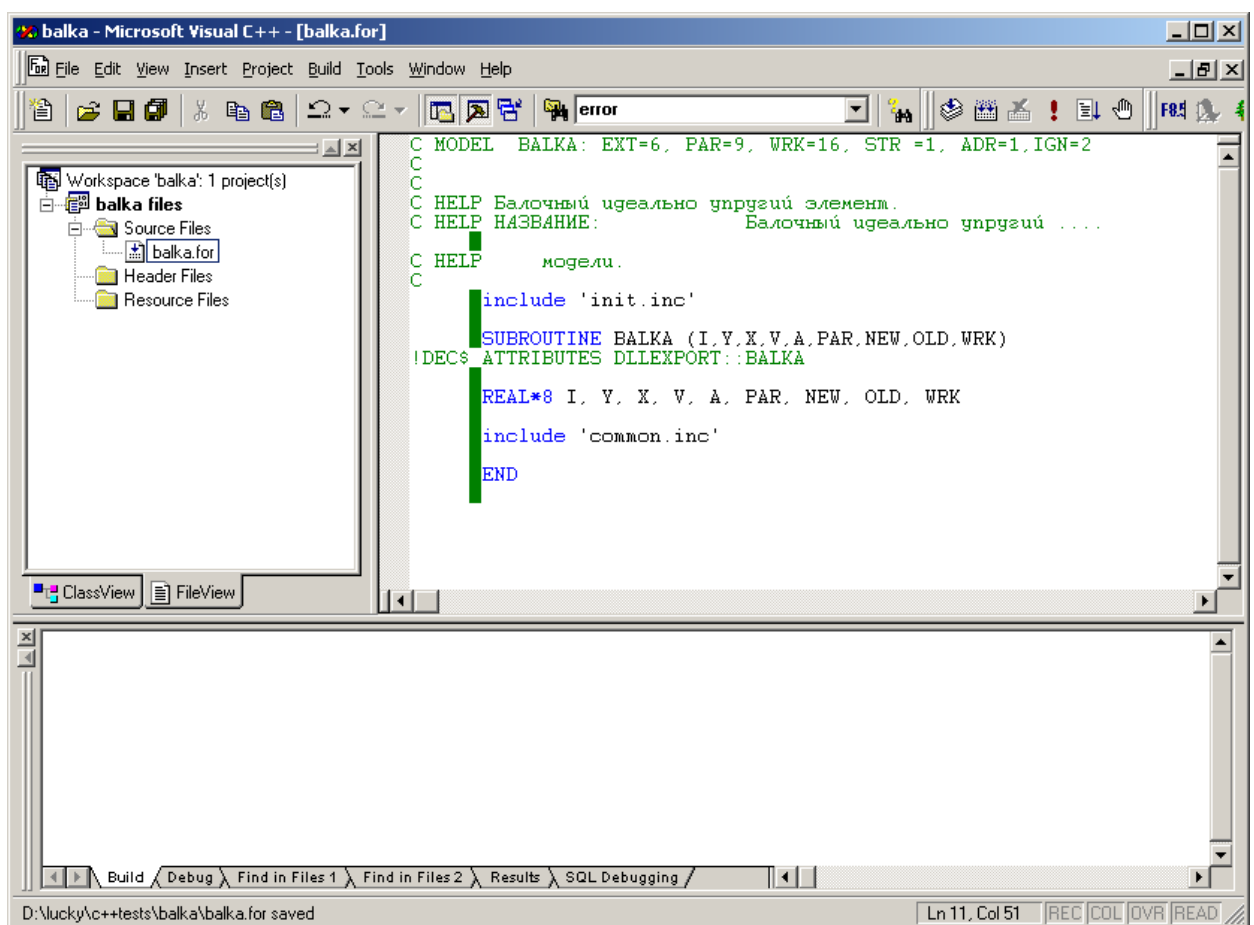 balka - Microsoft Visual C++ - [balka.for]
File Edit View Insert Project Build Tools Window Help
error
Workspace 'balka': 1 project(s)
balka files
Source Files
balka.for
Header Files
Resource Files
ClassView FileView
C MODEL BALKA: EXT=6, PAR=9, WRK=16, STR =1, ADR=1,IGN=2
C
C
C HELP Балочный идеально упругий элемент.
C HELP НАЗВАНИЕ: Балочный идеально упругий ....
C HELP модели.
C
include 'init.inc'
SUBROUTINE BALKA (I,Y,X,V,A,PAR,NEW,OLD,WRK)
!DEC$ ATTRIBUTES DLLEXPORT::BALKA
REAL*8 I, Y, X, V, A, PAR, NEW, OLD, WRK
include 'common.inc'
END
Build Debug Find in Files 1 Find in Files 2 Results SQL Debugging
D:\lucky\c++tests\balka\balka.for saved Ln 11, Col 51 REC COL OVR READ